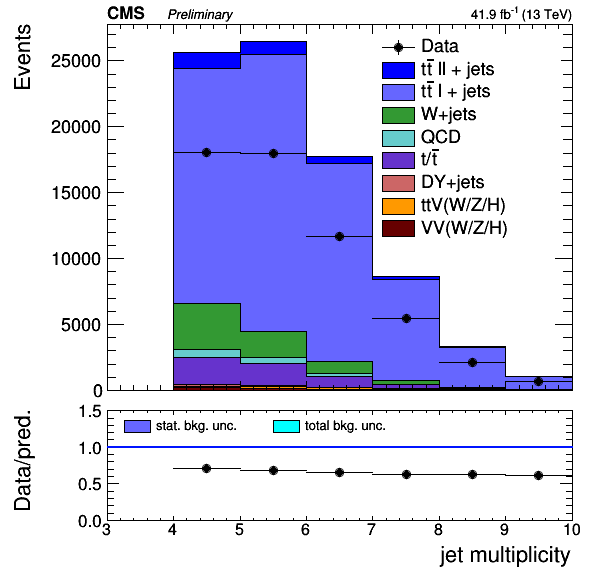 CMS Preliminary 41.9 fb⁻¹ (13 TeV)
Events
25000
20000
15000
10000
5000
0
Data
tt̄ ll + jets
tt̄ l + jets
W+jets
QCD
t/t̄
DY+jets
ttV(W/Z/H)
VV(W/Z/H)
Data/pred.
1.5
1.0
0.5
0.0
stat. bkg. unc. total bkg. unc.
3 4 5 6 7 8 9 10
jet multiplicity